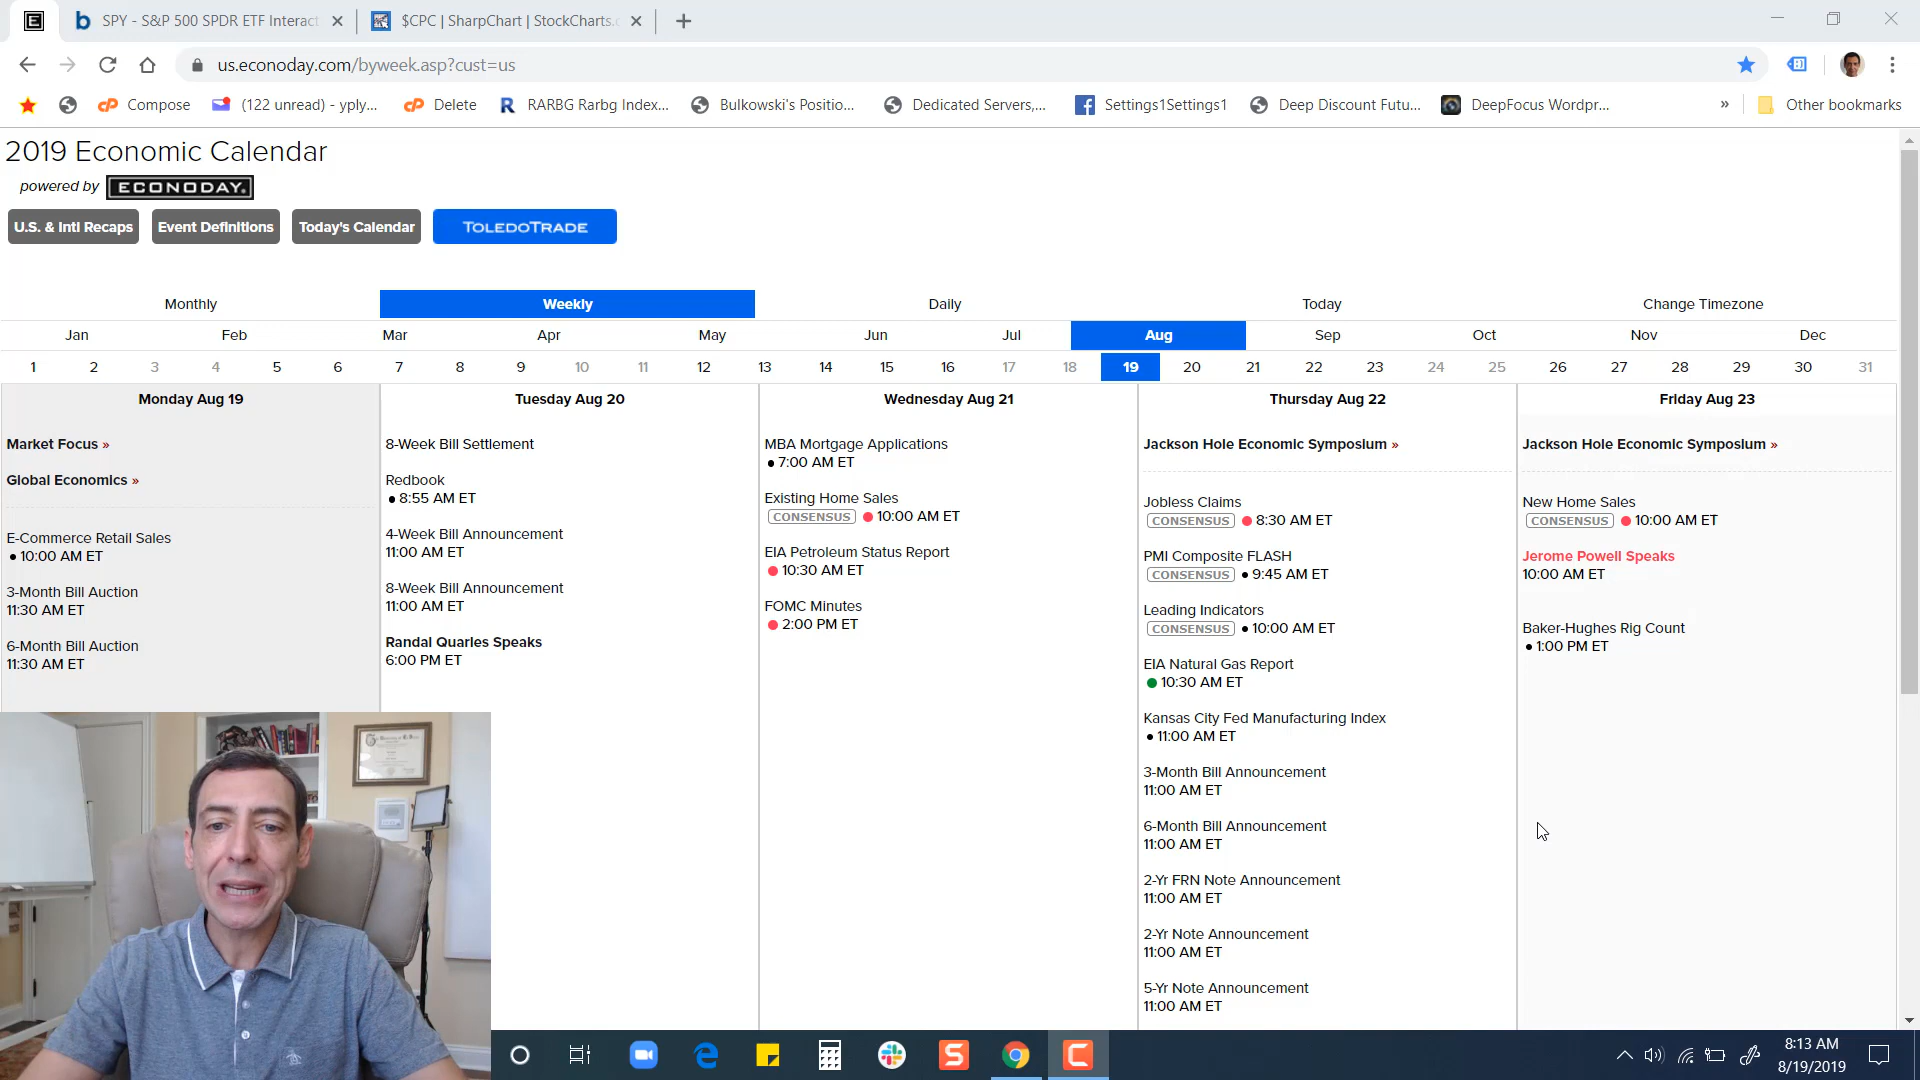 SPY - S&P 500 SPDR ETF Interact
$CPC | SharpChart | StockCharts.c
us.econoday.com/byweek.asp?cust=us
Compose
(122 unread) - yply...
Delete
RARBG Rarbg Index...
Bulkowski's Positio...
Dedicated Servers,...
Settings1Settings1
Deep Discount Futu...
DeepFocus Wordpr...
»
Other bookmarks
2019 Economic Calendar
powered by ECONODAY.
U.S. & Intl Recaps
Event Definitions
Today's Calendar
TOLEDOTRADE
Monthly Weekly Daily Today Change Timezone
Jan Feb Mar Apr May Jun Jul Aug Sep Oct Nov Dec
1 2 3 4 5 6 7 8 9 10 11 12 13 14 15 16 17 18 19 20 21 22 23 24 25 26 27 28 29 30 31
Monday Aug 19
Market Focus »
Global Economics »
E-Commerce Retail Sales
10:00 AM ET
3-Month Bill Auction
11:30 AM ET
6-Month Bill Auction
11:30 AM ET
Tuesday Aug 20
8-Week Bill Settlement
Redbook
8:55 AM ET
4-Week Bill Announcement
11:00 AM ET
8-Week Bill Announcement
11:00 AM ET
Randal Quarles Speaks
6:00 PM ET
Wednesday Aug 21
MBA Mortgage Applications
7:00 AM ET
Existing Home Sales
CONSENSUS 10:00 AM ET
EIA Petroleum Status Report
10:30 AM ET
FOMC Minutes
2:00 PM ET
Thursday Aug 22
Jackson Hole Economic Symposium »
Jobless Claims
CONSENSUS 8:30 AM ET
PMI Composite FLASH
CONSENSUS 9:45 AM ET
Leading Indicators
CONSENSUS 10:00 AM ET
EIA Natural Gas Report
10:30 AM ET
Kansas City Fed Manufacturing Index
11:00 AM ET
3-Month Bill Announcement
11:00 AM ET
6-Month Bill Announcement
11:00 AM ET
2-Yr FRN Note Announcement
11:00 AM ET
2-Yr Note Announcement
11:00 AM ET
5-Yr Note Announcement
11:00 AM ET
Friday Aug 23
Jackson Hole Economic Symposium »
New Home Sales
CONSENSUS 10:00 AM ET
Jerome Powell Speaks
10:00 AM ET
Baker-Hughes Rig Count
1:00 PM ET
8:13 AM
8/19/2019